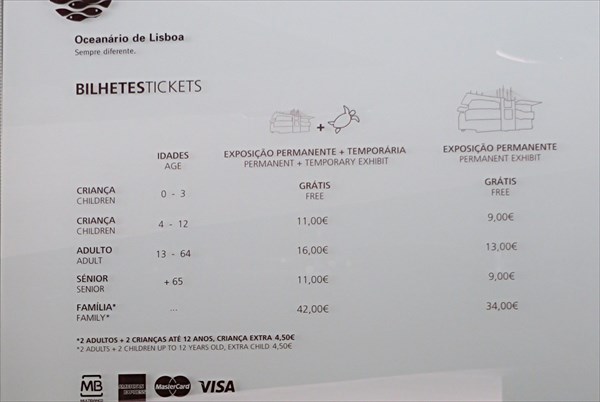 Oceanário de Lisboa
Sempre diferente.
BILHETESTICKETS
+
IDADES EXPOSIÇÃO PERMANENTE + TEMPORÁRIA EXPOSIÇÃO PERMANENTE
AGE PERMANENT + TEMPORARY EXHIBIT PERMANENT EXHIBIT
CRIANÇA 0 - 3 GRÁTIS GRÁTIS
CHILDREN FREE FREE
CRIANÇA 4 - 12 11,00€ 9,00€
CHILDREN
ADULTO 13 - 64 16,00€ 13,00€
ADULT
SÉNIOR + 65 11,00€ 9,00€
SENIOR
FAMÍLIA* ... 42,00€ 34,00€
FAMILY*
*2 ADULTOS + 2 CRIANÇAS ATÉ 12 ANOS, CRIANÇA EXTRA 4,50€
*2 ADULTS + 2 CHILDREN UP TO 12 YEARS OLD, EXTRA CHILD 4,50€
MB AMERICAN EXPRESS MasterCard VISA
MULTIBANCO